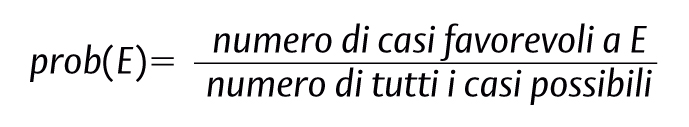 numero di casi favorevoli a E
prob(E)=
numero di tutti i casi possibili